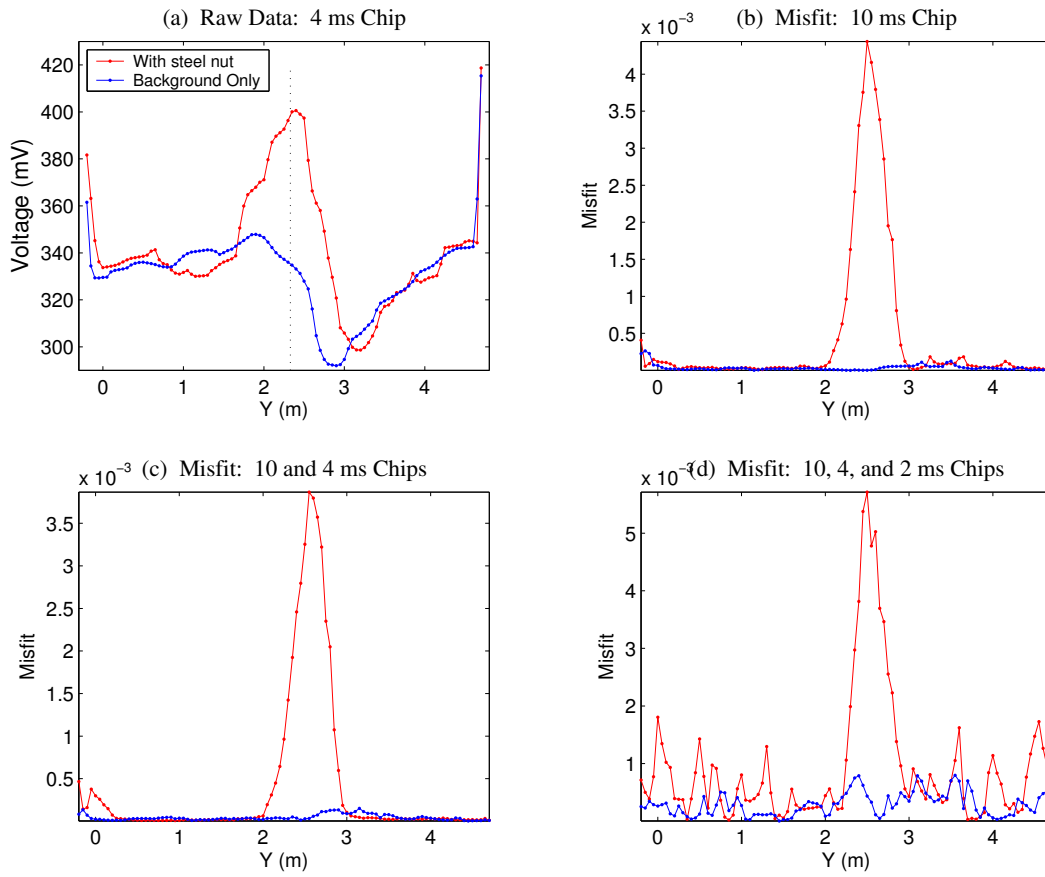 (a) Raw Data: 4 ms Chip
With steel nut
Background Only
420
400
380
360
340
320
300
Voltage (mV)
0 1 2 3 4
Y (m)
(b) Misfit: 10 ms Chip
x 10⁻³
4
3.5
3
2.5
2
1.5
1
0.5
Misfit
0 1 2 3 4
Y (m)
(c) Misfit: 10 and 4 ms Chips
x 10⁻³
3.5
3
2.5
2
1.5
1
0.5
Misfit
0 1 2 3 4
Y (m)
(d) Misfit: 10, 4, and 2 ms Chips
x 10⁻³
5
4
3
2
1
Misfit
0 1 2 3 4
Y (m)